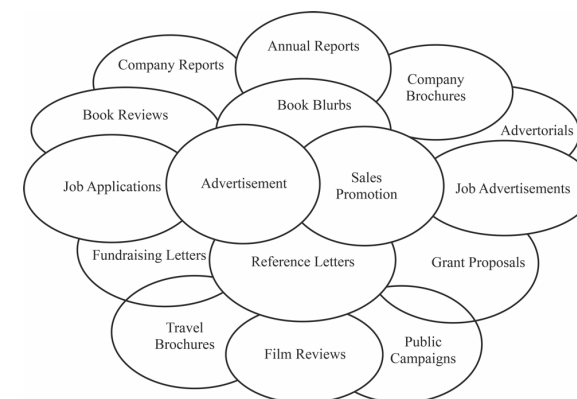 Annual Reports
Company Reports
Company
Brochures
Book Blurbs
Book Reviews
Advertorials
Job Applications
Advertisement
Sales
Promotion
Job Advertisements
Fundraising Letters
Reference Letters
Grant Proposals
Travel
Brochures
Film Reviews
Public
Campaigns